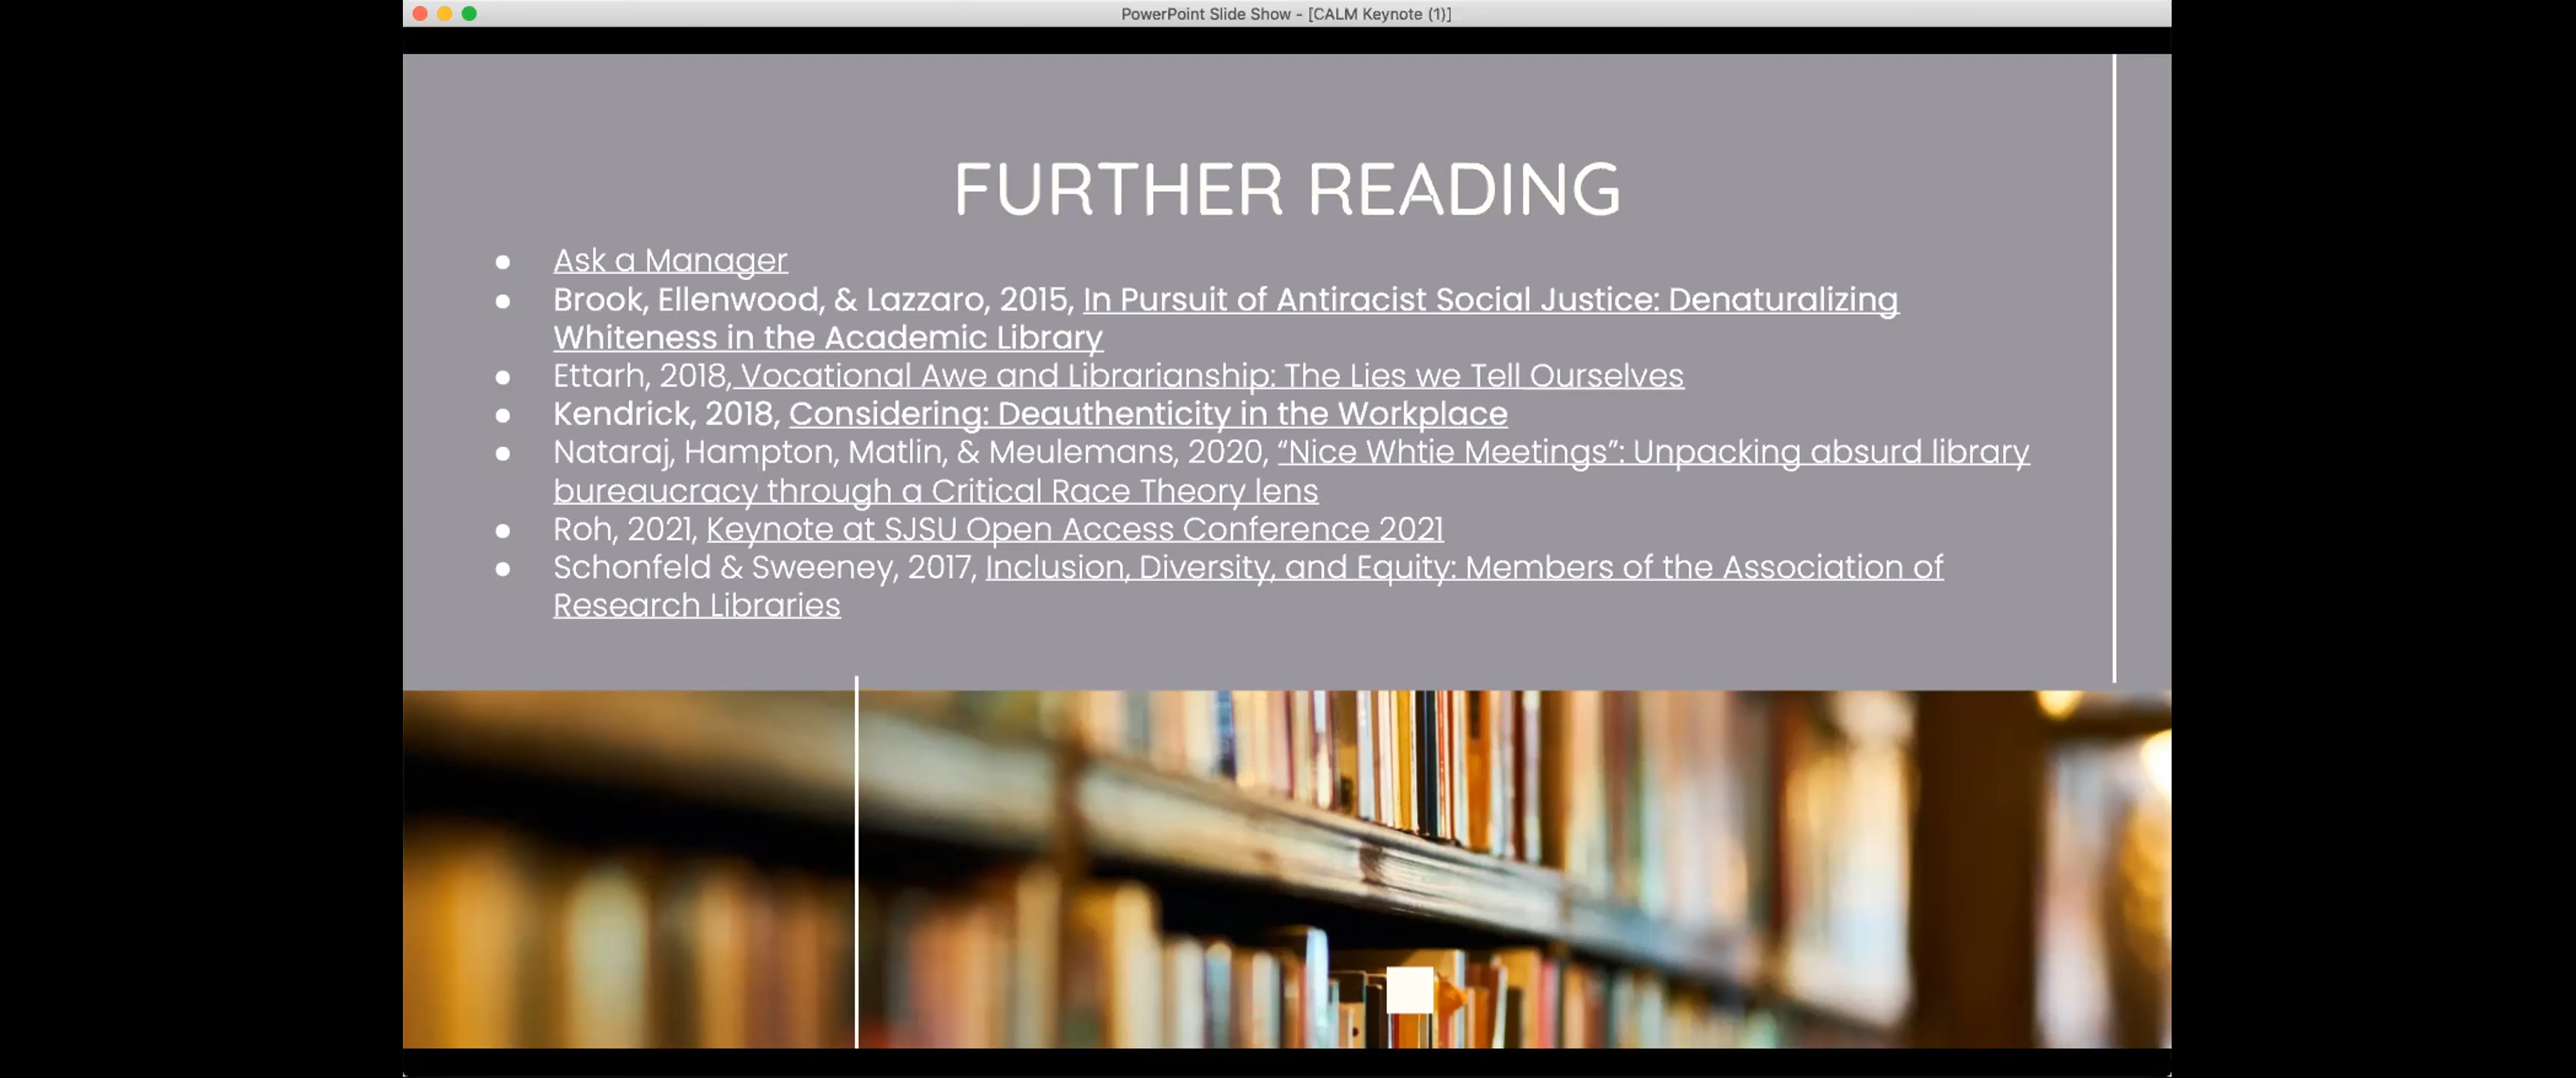 PowerPoint Slide Show - [CALM Keynote (1)]
FURTHER READING
● Ask a Manager
● Brook, Ellenwood, & Lazzaro, 2015, In Pursuit of Antiracist Social Justice: Denaturalizing
Whiteness in the Academic Library
● Ettarh, 2018, Vocational Awe and Librarianship: The Lies we Tell Ourselves
● Kendrick, 2018, Considering: Deauthenticity in the Workplace
● Nataraj, Hampton, Matlin, & Meulemans, 2020, “Nice Whtie Meetings”: Unpacking absurd library
bureaucracy through a Critical Race Theory lens
● Roh, 2021, Keynote at SJSU Open Access Conference 2021
● Schonfeld & Sweeney, 2017, Inclusion, Diversity, and Equity: Members of the Association of
Research Libraries